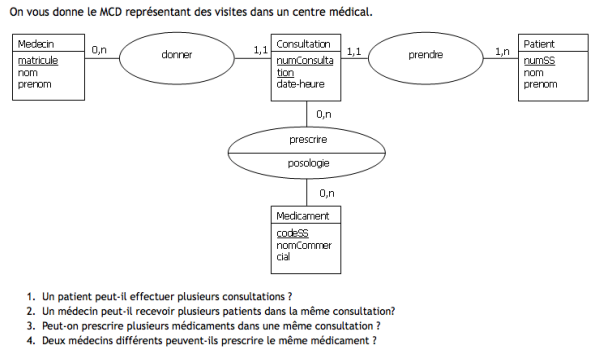 On vous donne le MCD représentant des visites dans un centre médical.
Medecin
matricule
nom
prenom
0,n
donner
1,1
Consultation
numConsulta
tion
date-heure
1,1
prendre
1,n
Patient
numSS
nom
prenom
0,n
prescrire
posologie
0,n
Medicament
codeSS
nomCommer
cial
1. Un patient peut-il effectuer plusieurs consultations ?
2. Un médecin peut-il recevoir plusieurs patients dans la même consultation?
3. Peut-on prescrire plusieurs médicaments dans une même consultation ?
4. Deux médecins différents peuvent-ils prescrire le même médicament ?